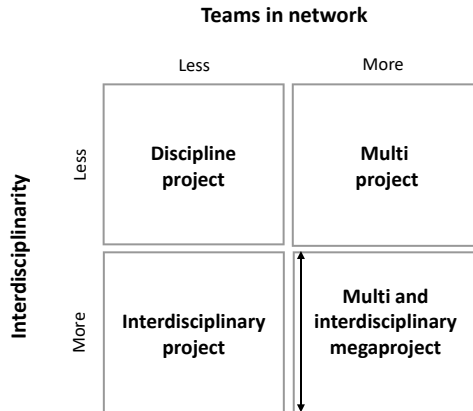 Teams in network
Less
More
Interdisciplinarity
Less
Discipline
project
Multi
project
More
Interdisciplinary
project
Multi and
interdisciplinary
megaproject